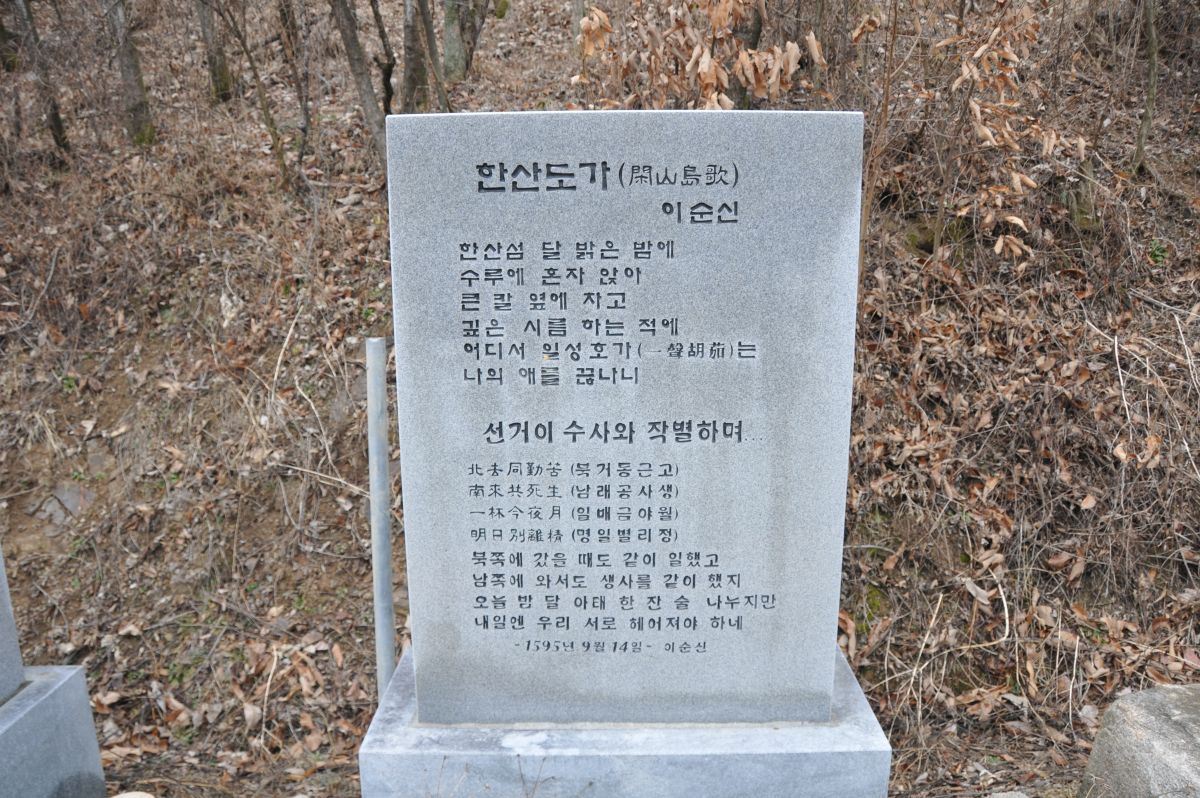 한산도가(閑山島歌)
이순신
한산섬 달 밝은 밤에
수루에 혼자 앉아
큰 칼 옆에 차고
깊은 시름 하는 적에
어디서 일성호가(一聲胡茄)는
나의 애를 끊나니
선거이 수사와 작별하며...
北去同勤苦(북거동근고)
南來共死生(남래공사생)
一杯今夜月(일배금야월)
明日別離情(명일별리정)
북쪽에 갔을 때도 같이 일했고
남쪽에 와서도 생사를 같이 했지
오늘 밤 달 아래 한 잔 술 나누지만
내일엔 우리 서로 헤어져야 하네
-1595년 9월 14일- 이순신